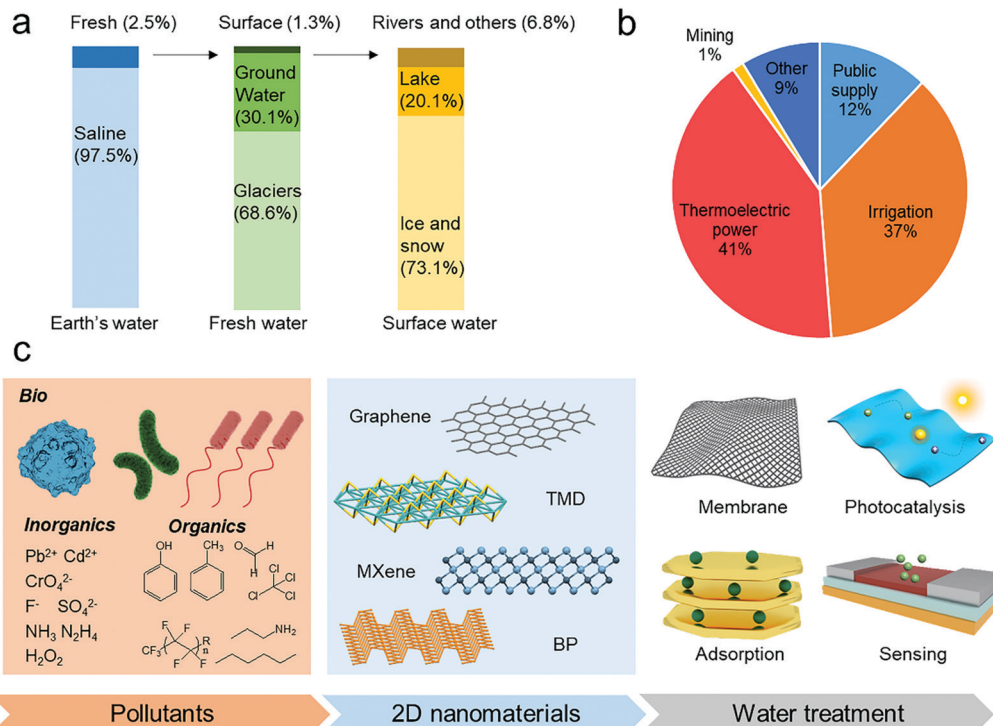 a
Fresh (2.5%)
Surface (1.3%)
Rivers and others (6.8%)
Saline
(97.5%)
Ground
Water
(30.1%)
Glaciers
(68.6%)
Lake
(20.1%)
Ice and
snow
(73.1%)
Earth's water
Fresh water
Surface water
b
Mining
1%
Other
9%
Public
supply
12%
Thermoelectric
power
41%
Irrigation
37%
c
Bio
Inorganics
Pb²⁺ Cd²⁺
CrO₄²⁻
F⁻ SO₄²⁻
NH₃ N₂H₄
H₂O₂
Organics
OH
CH₃
O
H
H
Cl
Cl
Cl
Cl
F
F
R
n
CF₃
F
F
NH₂
Graphene
TMD
MXene
BP
Membrane
Photocatalysis
Adsorption
Sensing
Pollutants
2D nanomaterials
Water treatment